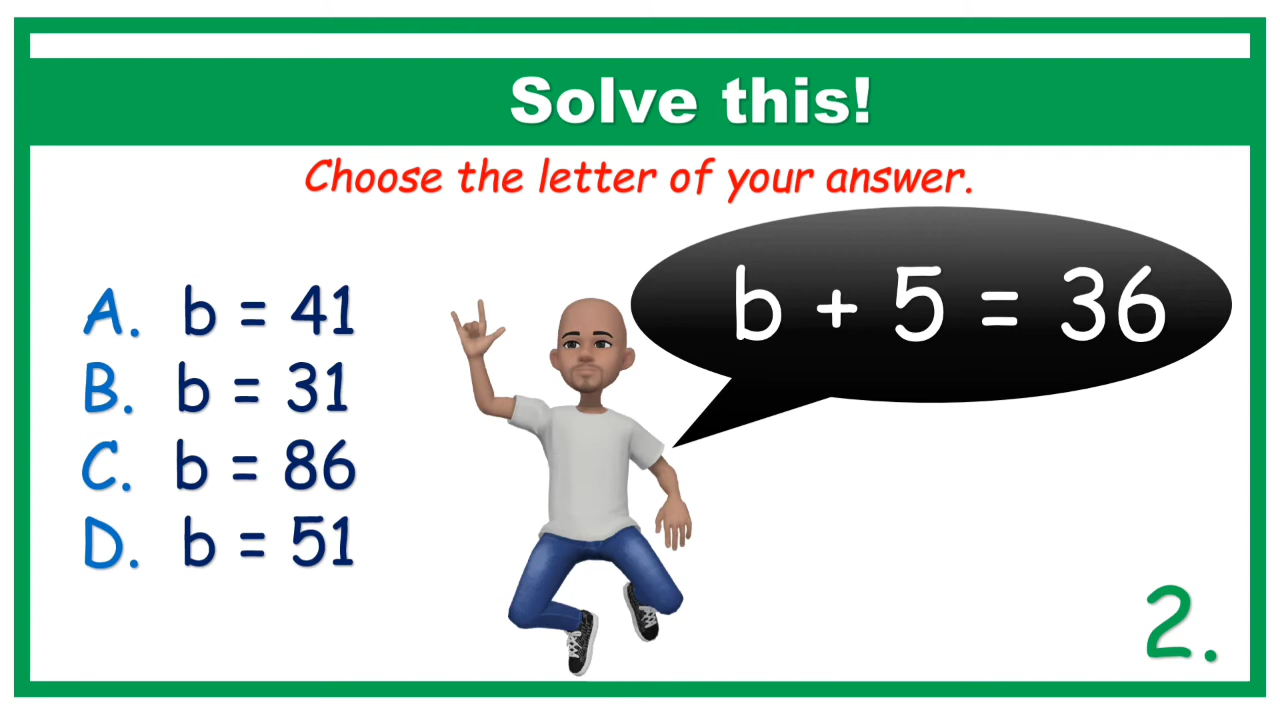 Solve this!
Choose the letter of your answer.
b + 5 = 36
A. b = 41
B. b = 31
C. b = 86
D. b = 51
2.